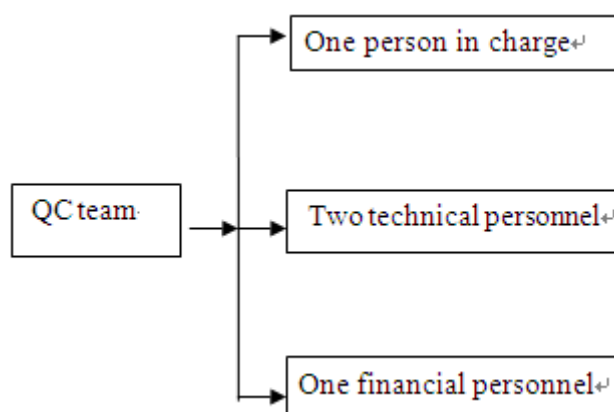 One person in charge↵
QC team
Two technical personnel↵
One financial personnel↵